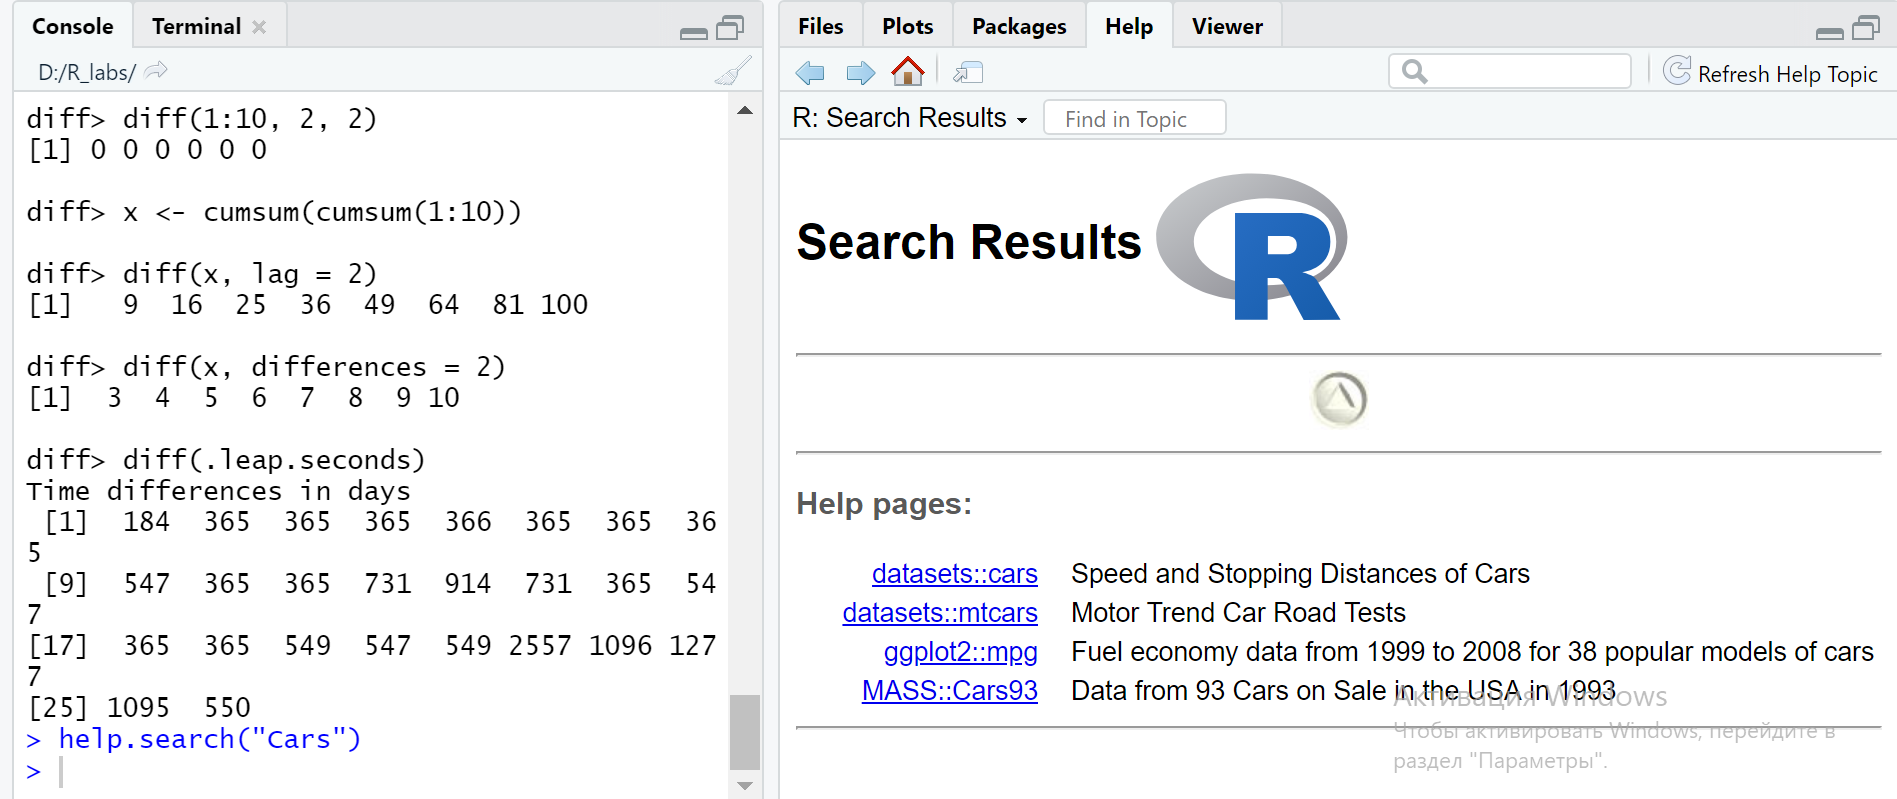 Console Terminal
D:/R_labs/
diff> diff(1:10, 2, 2)
[1] 0 0 0 0 0 0
diff> x <- cumsum(cumsum(1:10))
diff> diff(x, lag = 2)
[1]   9  16  25  36  49  64  81 100
diff> diff(x, differences = 2)
[1]  3  4  5  6  7  8  9 10
diff> diff(.leap.seconds)
Time differences in days
 [1]  184  365  365  365  366  365  365  36
5
 [9]  547  365  365  731  914  731  365  54
7
[17]  365  365  549  547  549 2557 1096 127
7
[25] 1095  550
> help.search("Cars")
>
Files Plots Packages Help Viewer
Refresh Help Topic
R: Search Results Find in Topic
Search Results R
Help pages:
datasets::cars Speed and Stopping Distances of Cars
datasets::mtcars Motor Trend Car Road Tests
ggplot2::mpg Fuel economy data from 1999 to 2008 for 38 popular models of cars
MASS::Cars93 Data from 93 Cars on Sale in the USA in 1993
Активация Windows
Чтобы активировать Windows, перейдите в
раздел "Параметры".